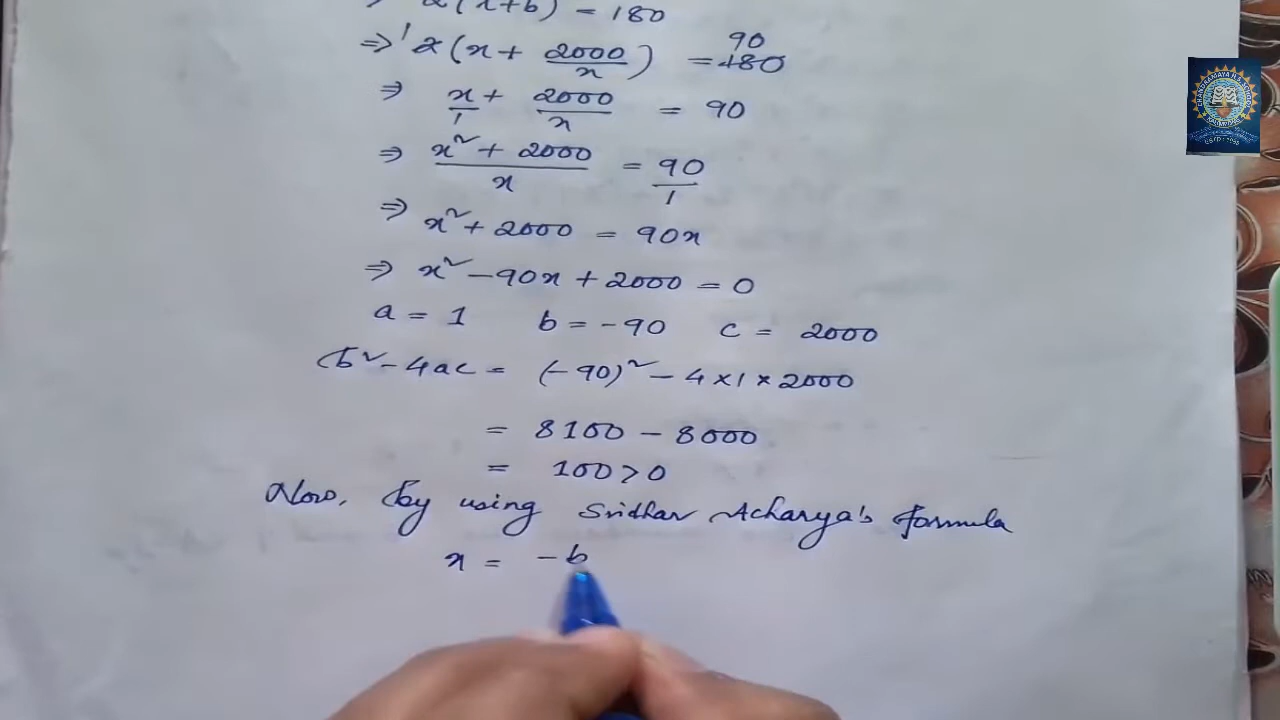 ⇒ 2(x+b) = 180
90
⇒ 1 2(x + 2000/x) = 180
⇒ x/1 + 2000/x = 90
⇒ (x² + 2000)/x = 90/1
⇒ x² + 2000 = 90x
⇒ x² - 90x + 2000 = 0
a = 1 b = -90 c = 2000
b² - 4ac = (-90)² - 4 × 1 × 2000
= 8100 - 8000
= 100 > 0
Now, by using Sridhar Acharya's formula
x = -b